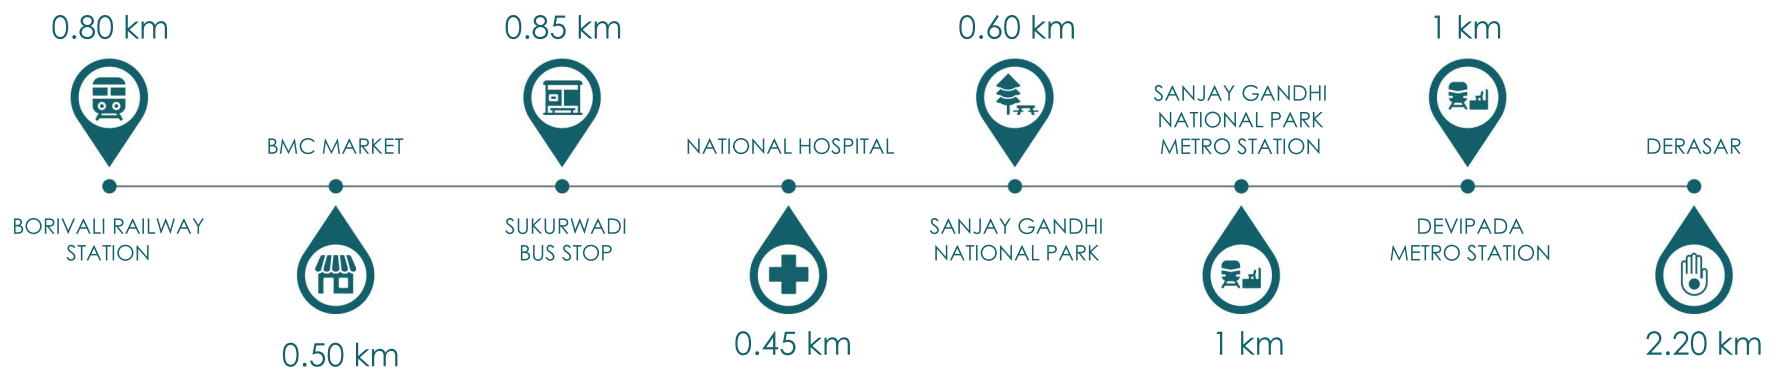 0.80 km
BORIVALI RAILWAY
STATION
BMC MARKET
0.50 km
0.85 km
SUKURWADI
BUS STOP
NATIONAL HOSPITAL
0.45 km
0.60 km
SANJAY GANDHI
NATIONAL PARK
SANJAY GANDHI
NATIONAL PARK
METRO STATION
1 km
1 km
DEVIPADA
METRO STATION
DERASAR
2.20 km